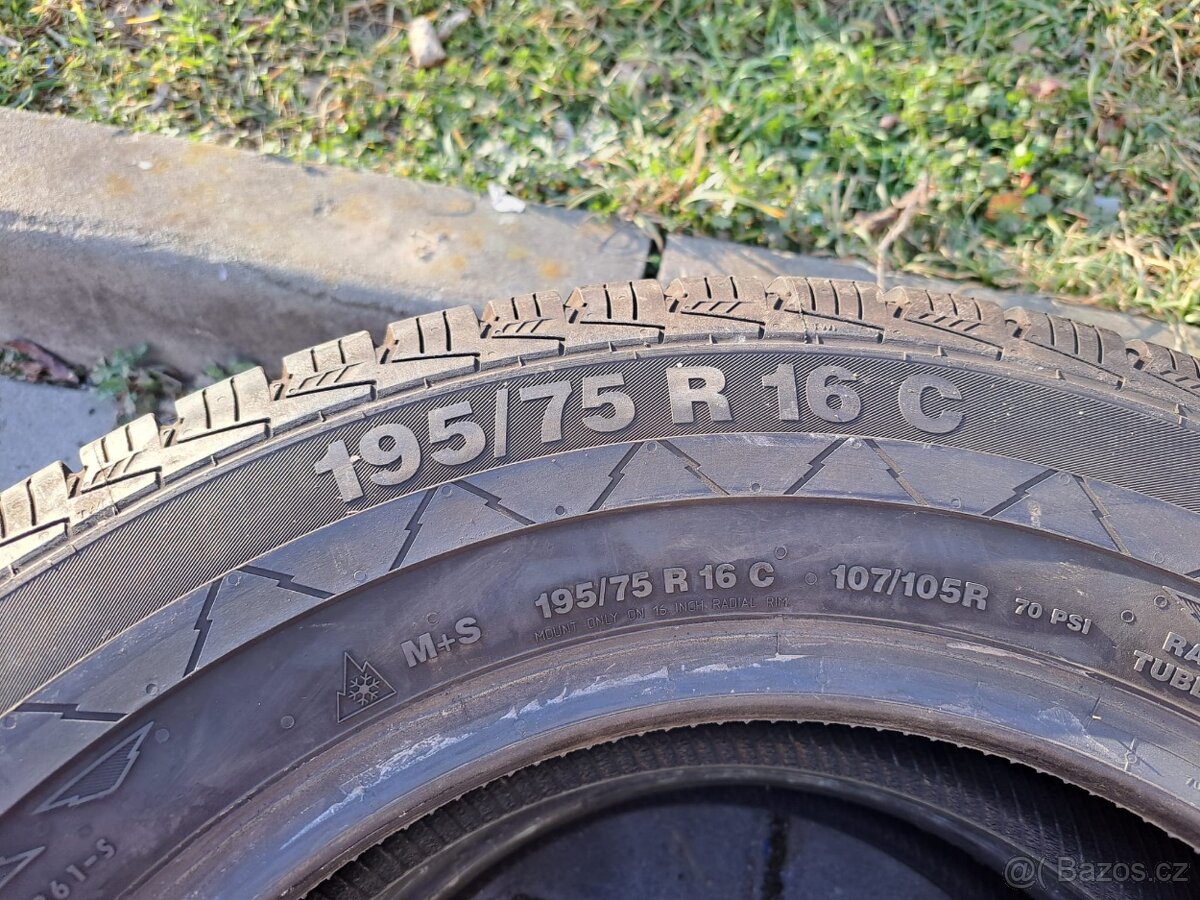 195/75 R 16 C
195/75 R 16 C 107/105R 70 PSI
MOUNT ONLY ON 16 INCH RADIAL RIM
M+S
61-S
Bazos.cz